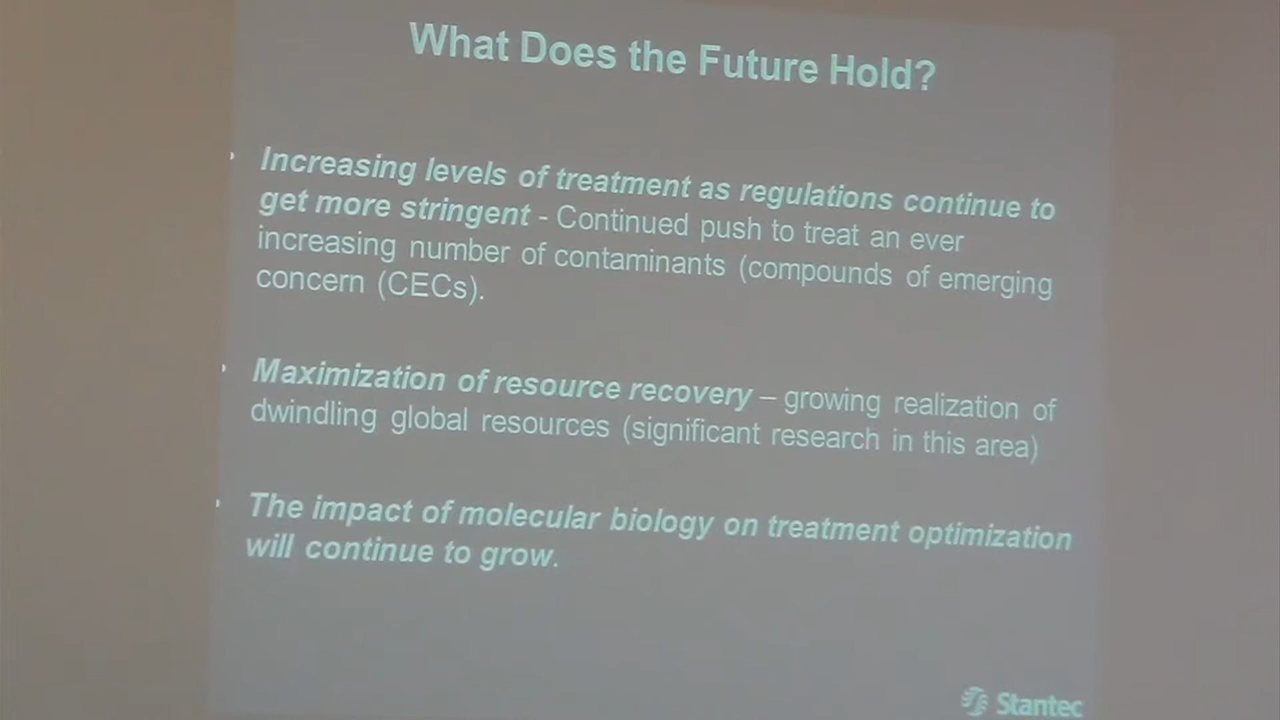 What Does the Future Hold?
• Increasing levels of treatment as regulations continue to
get more stringent - Continued push to treat an ever
increasing number of contaminants (compounds of emerging
concern (CECs).
• Maximization of resource recovery – growing realization of
dwindling global resources (significant research in this area)
• The impact of molecular biology on treatment optimization
will continue to grow.
Stantec